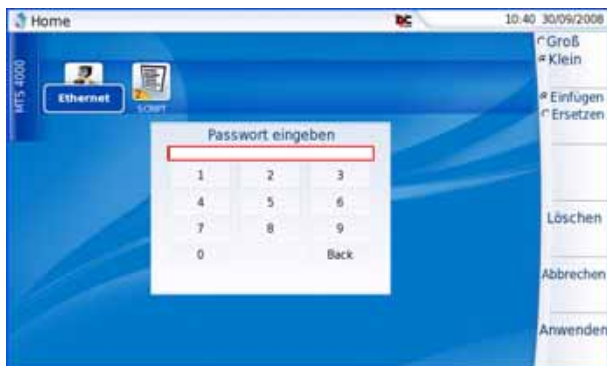 Home
DC
10:40 30/09/2008
MTS 4000
Ethernet
SCRIPT
Passwort eingeben
1 2 3
4 5 6
7 8 9
0 Back
Groß
Klein
Einfügen
Ersetzen
Löschen
Abbrechen
Anwenden